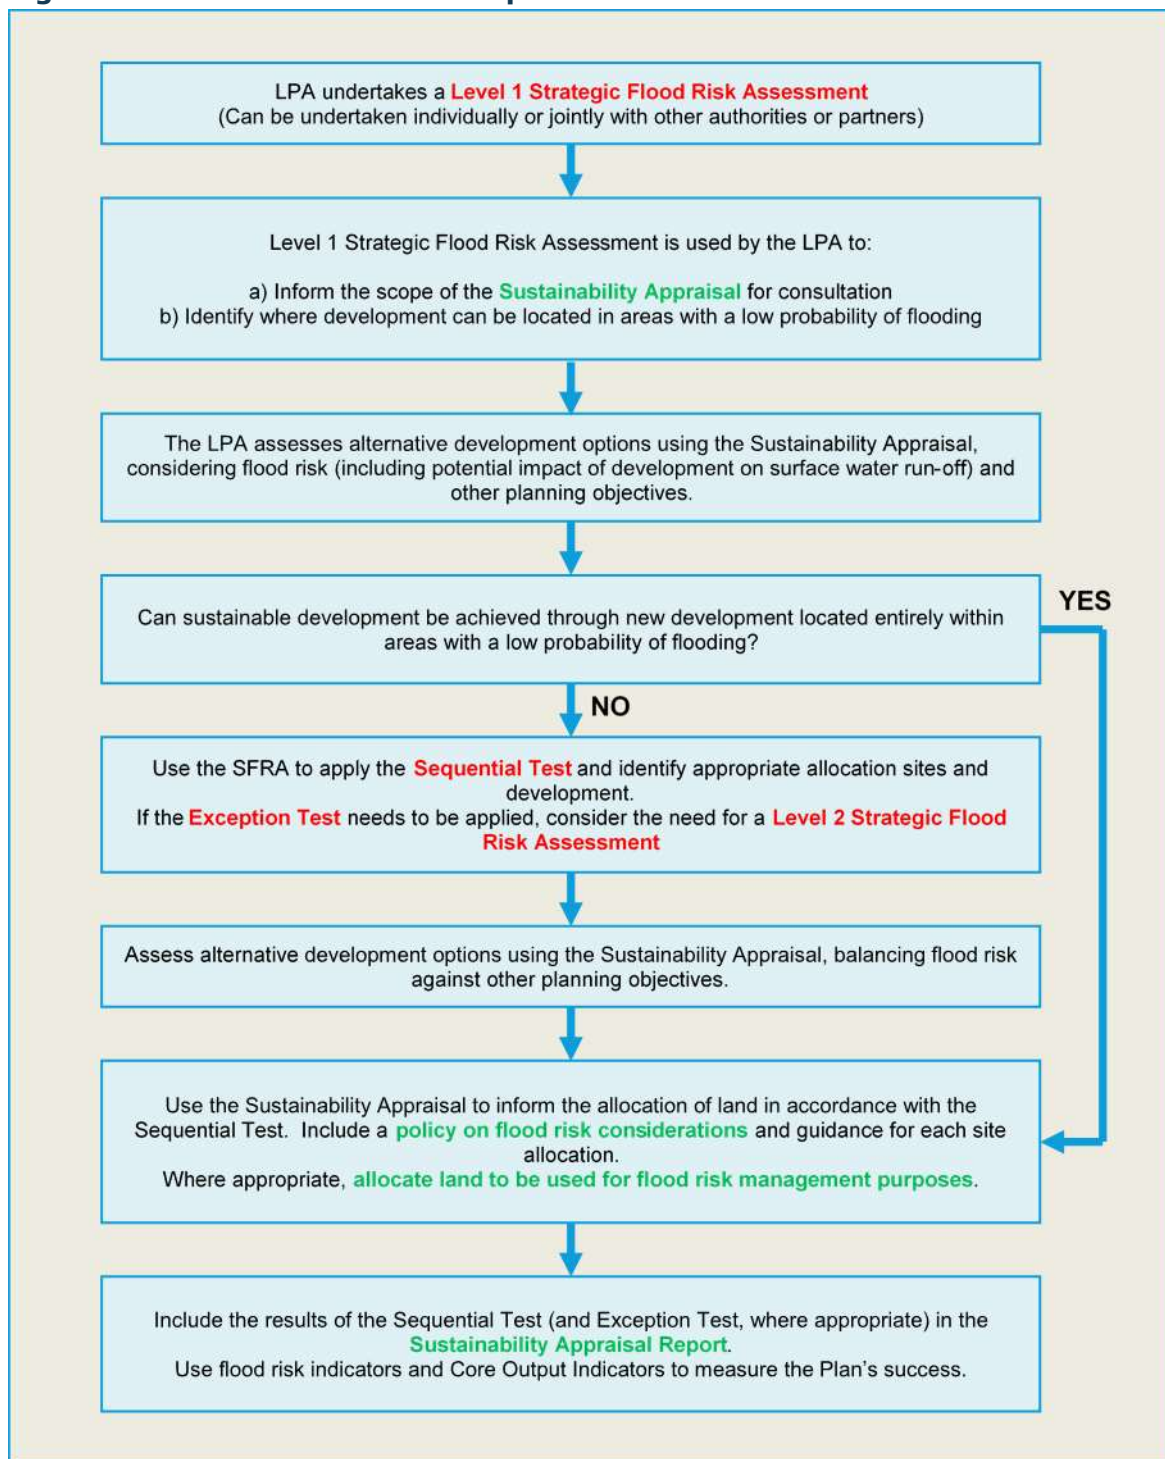 LPA undertakes a Level 1 Strategic Flood Risk Assessment
(Can be undertaken individually or jointly with other authorities or partners)
Level 1 Strategic Flood Risk Assessment is used by the LPA to:
a) Inform the scope of the Sustainability Appraisal for consultation
b) Identify where development can be located in areas with a low probability of flooding
The LPA assesses alternative development options using the Sustainability Appraisal,
considering flood risk (including potential impact of development on surface water run-off) and
other planning objectives.
Can sustainable development be achieved through new development located entirely within
areas with a low probability of flooding?
YES
NO
Use the SFRA to apply the Sequential Test and identify appropriate allocation sites and
development.
If the Exception Test needs to be applied, consider the need for a Level 2 Strategic Flood
Risk Assessment
Assess alternative development options using the Sustainability Appraisal, balancing flood risk
against other planning objectives.
Use the Sustainability Appraisal to inform the allocation of land in accordance with the
Sequential Test. Include a policy on flood risk considerations and guidance for each site
allocation.
Where appropriate, allocate land to be used for flood risk management purposes.
Include the results of the Sequential Test (and Exception Test, where appropriate) in the
Sustainability Appraisal Report.
Use flood risk indicators and Core Output Indicators to measure the Plan's success.